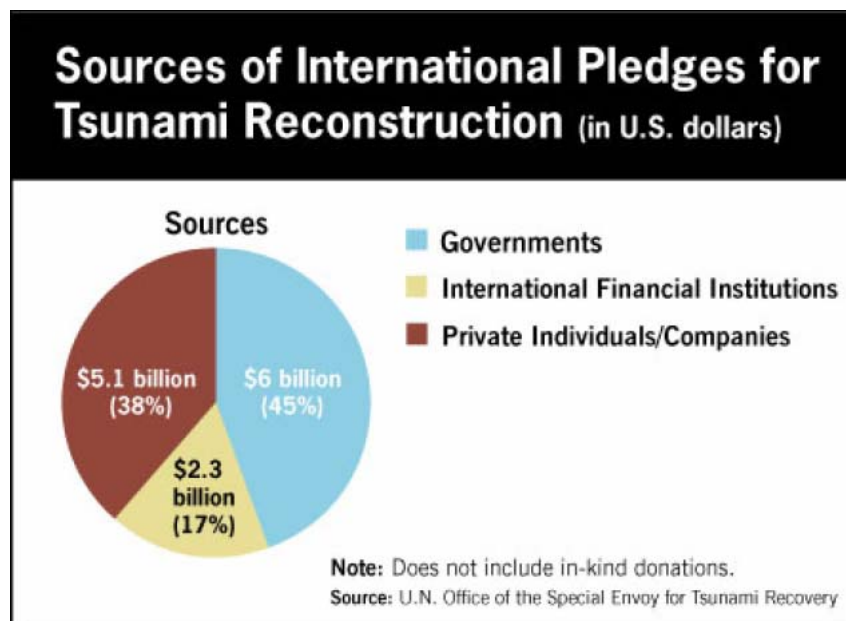 Sources of International Pledges for
Tsunami Reconstruction (in U.S. dollars)
Sources
Governments
International Financial Institutions
Private Individuals/Companies
$5.1 billion
(38%)
$6 billion
(45%)
$2.3
billion
(17%)
Note: Does not include in-kind donations.
Source: U.N. Office of the Special Envoy for Tsunami Recovery